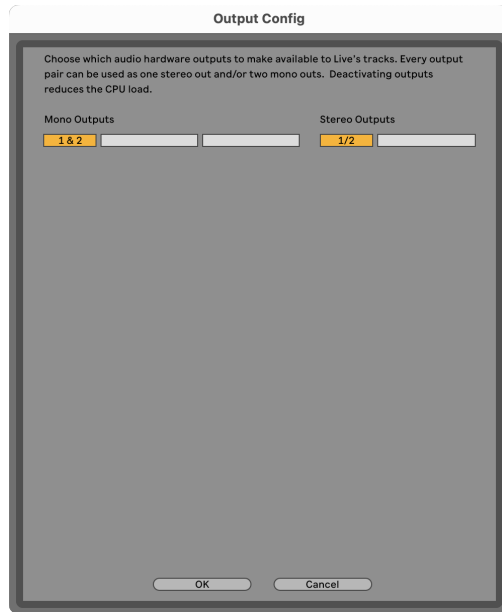 Output Config
Choose which audio hardware outputs to make available to Live's tracks. Every output
pair can be used as one stereo out and/or two mono outs.  Deactivating outputs
reduces the CPU load.
Mono Outputs
Stereo Outputs
1 & 2
1/2
OK
Cancel